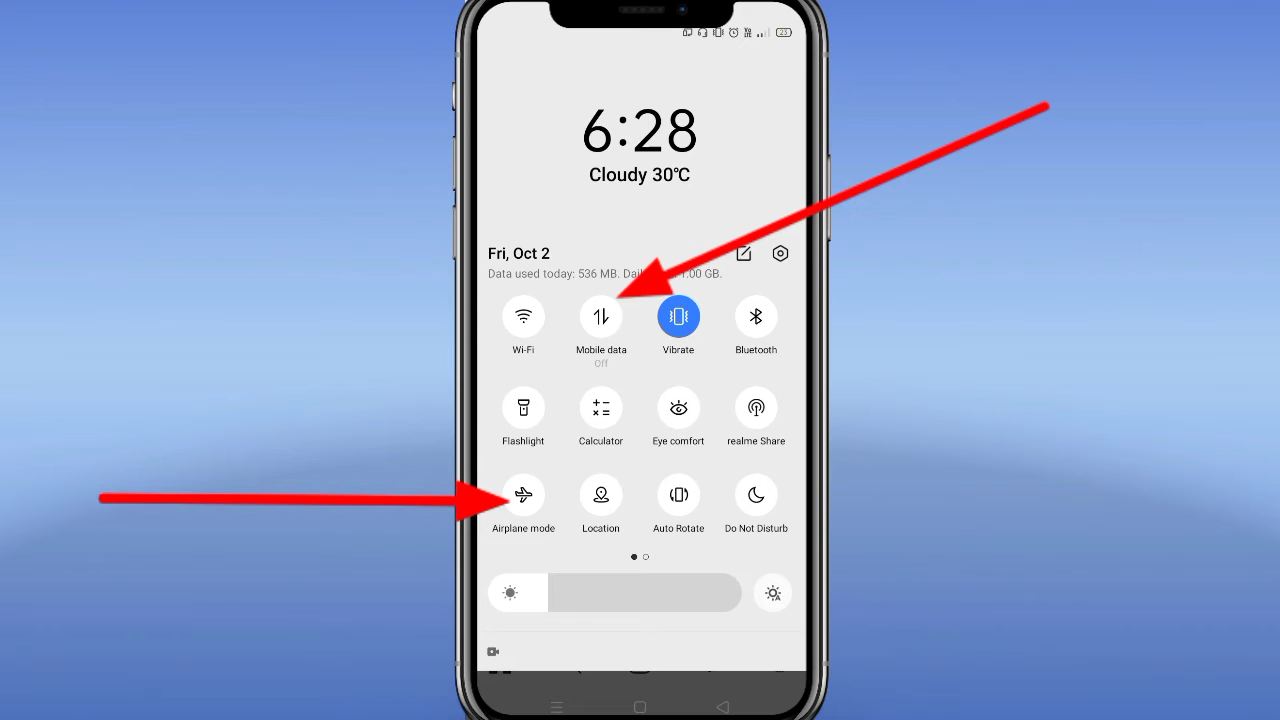 23
6:28
Cloudy 30℃
Fri, Oct 2
Data used today: 536 MB. 1.00 GB.
Wi-Fi Mobile data Vibrate Bluetooth
Off
Flashlight Calculator Eye comfort realme Share
Airplane mode Location Auto Rotate Do Not Disturb